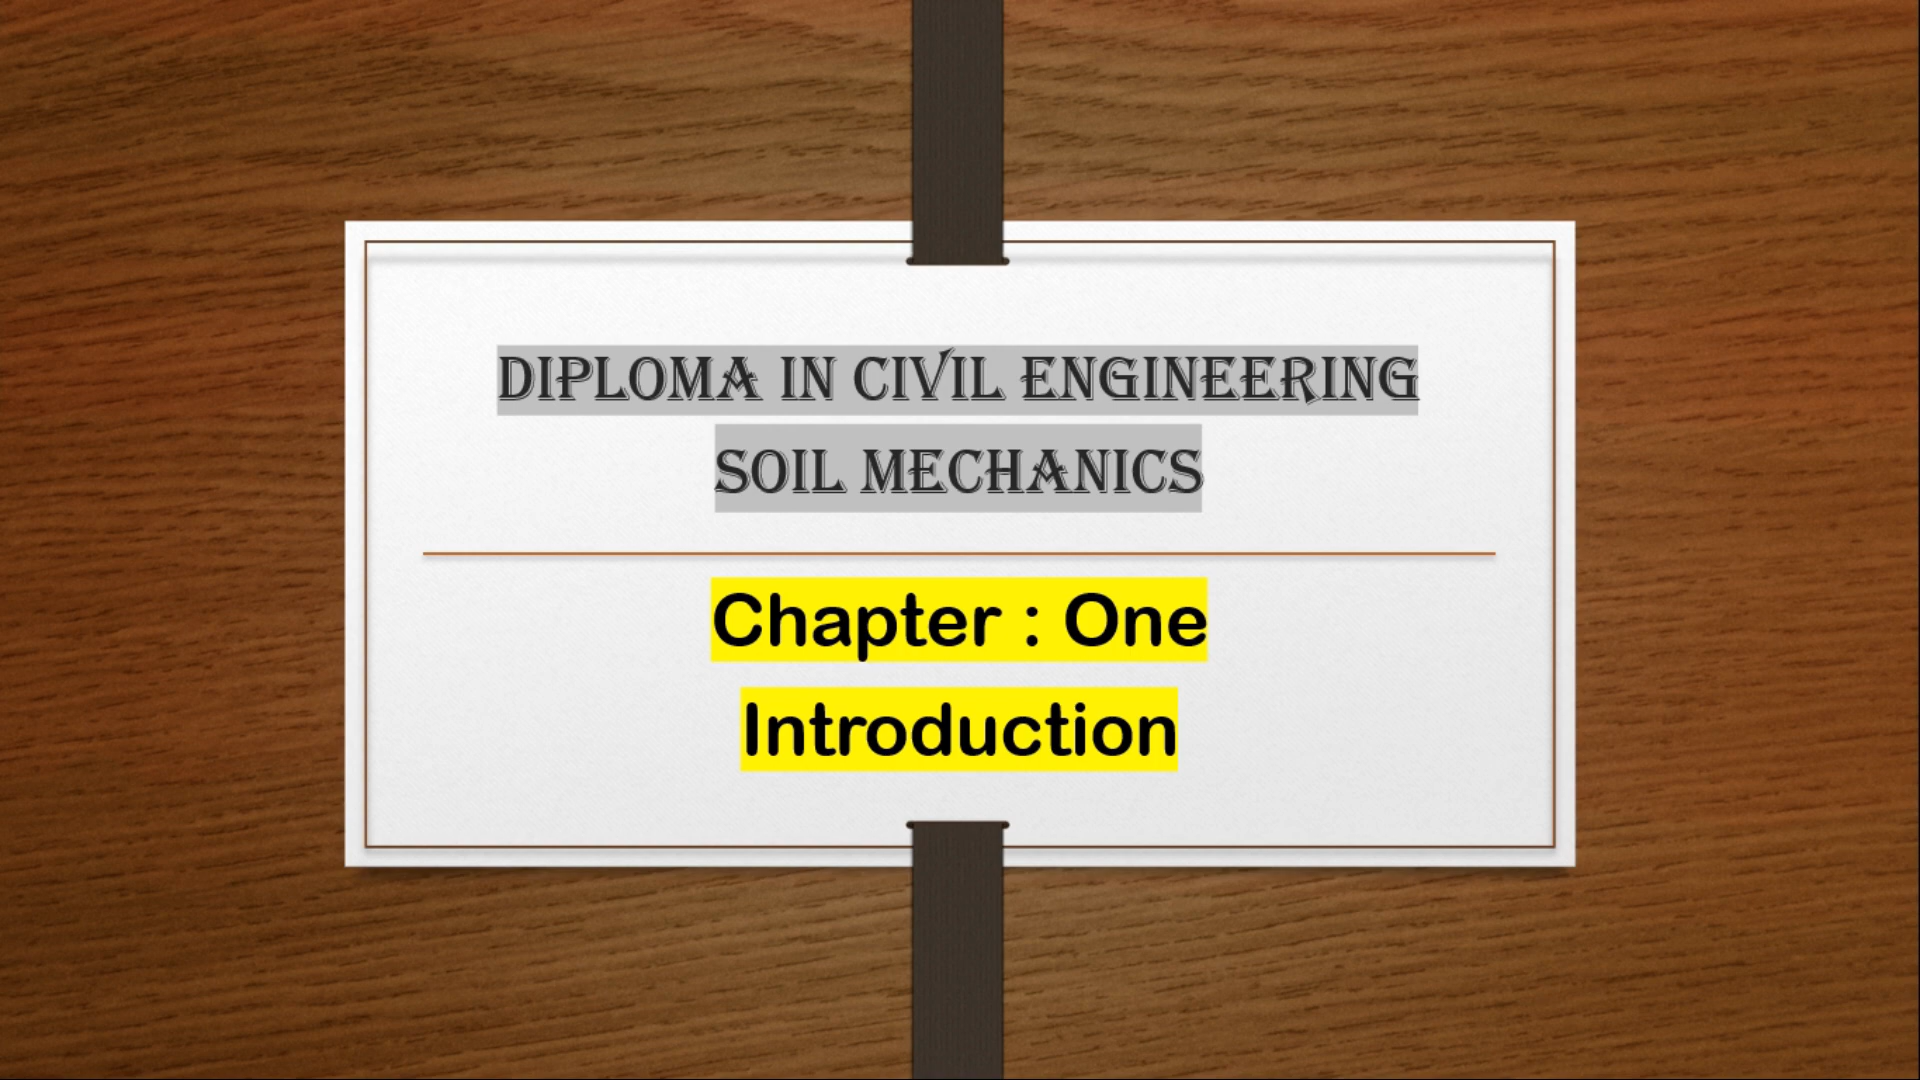 DIPLOMA IN CIVIL ENGINEERING
SOIL MECHANICS
Chapter : One
Introduction